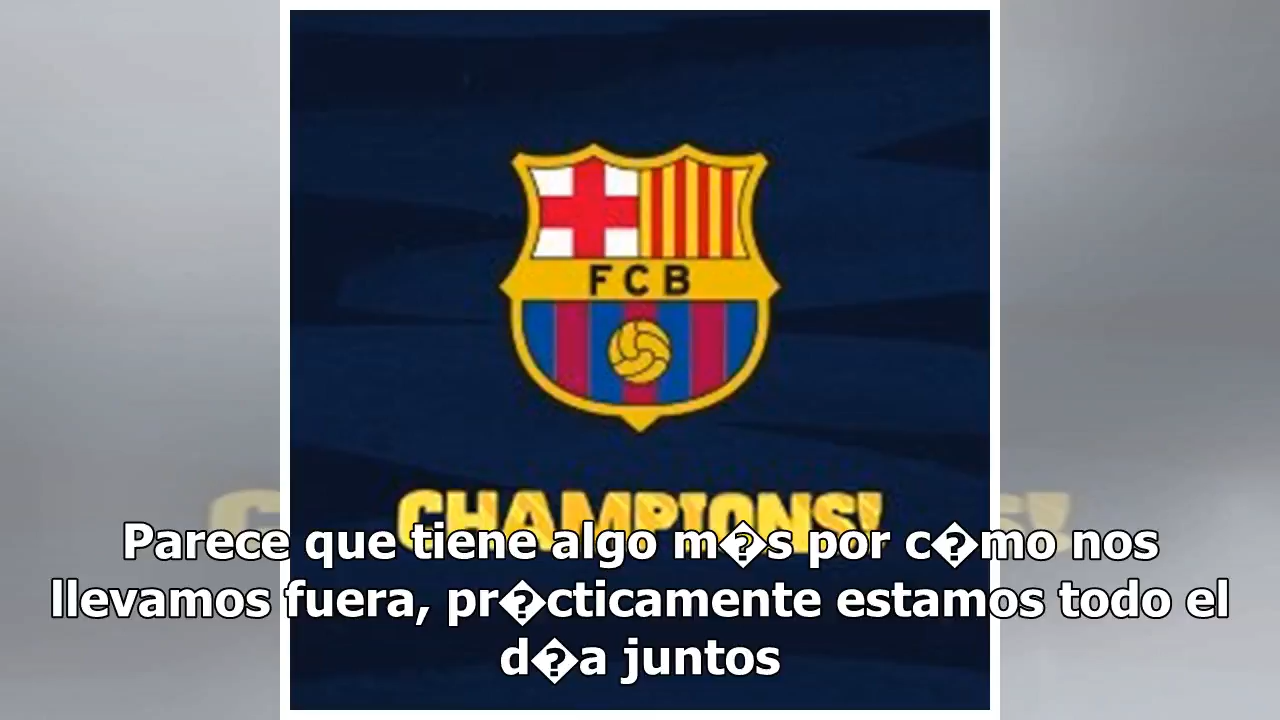 FCB
CHAMPIONS!
Parece que tiene algo m�s por c�mo nos
llevamos fuera, pr�cticamente estamos todo el
d�a juntos